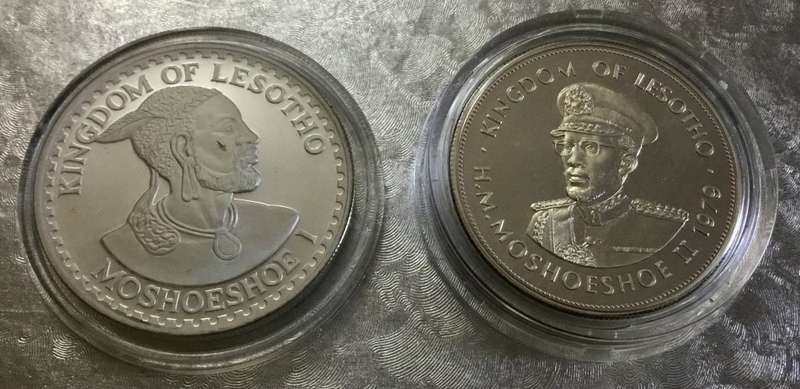 KINGDOM OF LESOTHO
MOSHOESHOE I
· KINGDOM OF LESOTHO ·
H.M. MOSHOESHOE II 1979